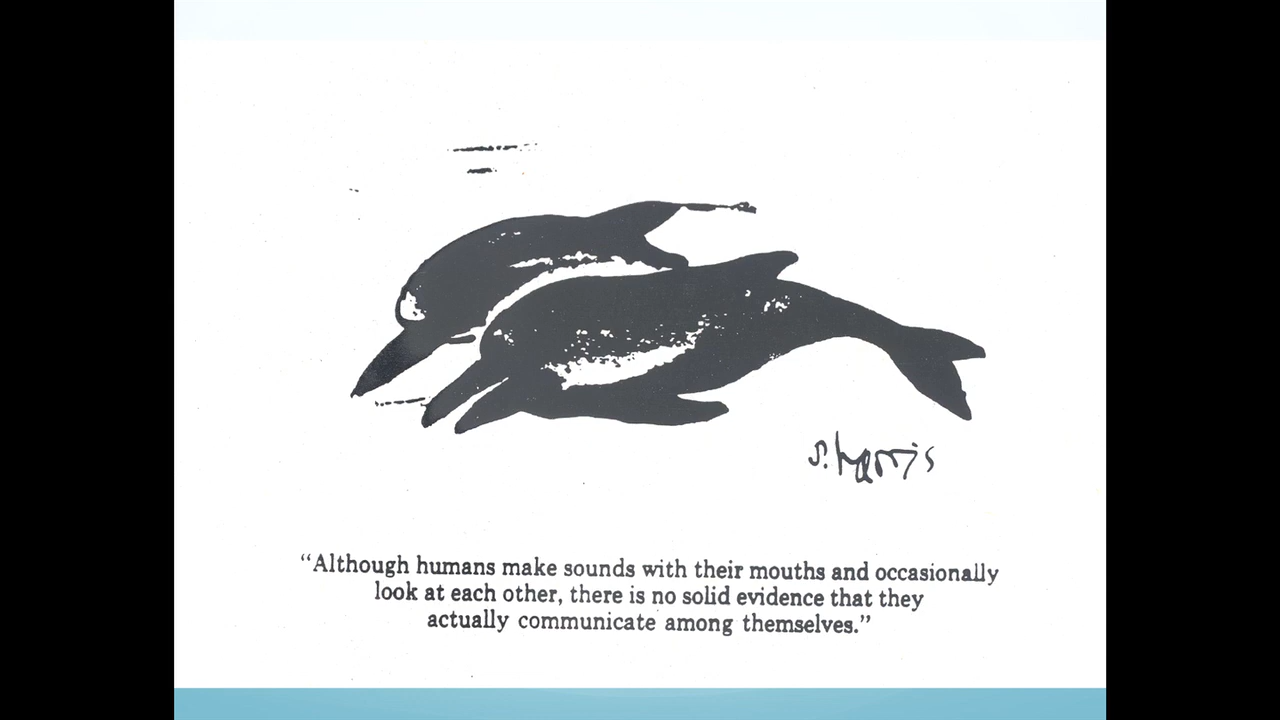 s. harris
“Although humans make sounds with their mouths and occasionally
look at each other, there is no solid evidence that they
actually communicate among themselves.”